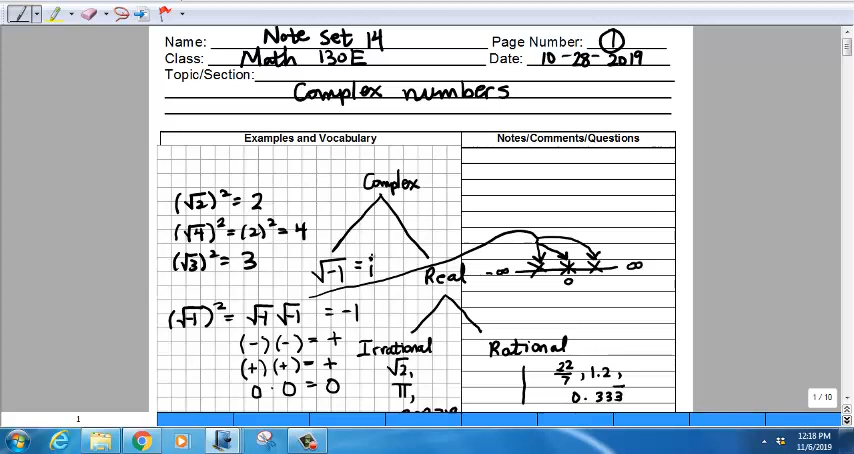 Name: Note Set 14 Page Number: 1
Class: Math 130E Date: 10-28-2019
Topic/Section:
Complex numbers
Examples and Vocabulary Notes/Comments/Questions
Complex
(√2)² = 2
(√4)² = (2)² = 4
(√3)² = 3
√-1 = i Real -∞ 0 ∞
(√-1)² = √-1 √-1 = -1
(-)(-) = +
(+)(+) = +
0 · 0 = 0
Irrational Rational
√2, 22/7, 1.2,
π, 0.333̅
1 / 10
1
12:18 PM
11/6/2019